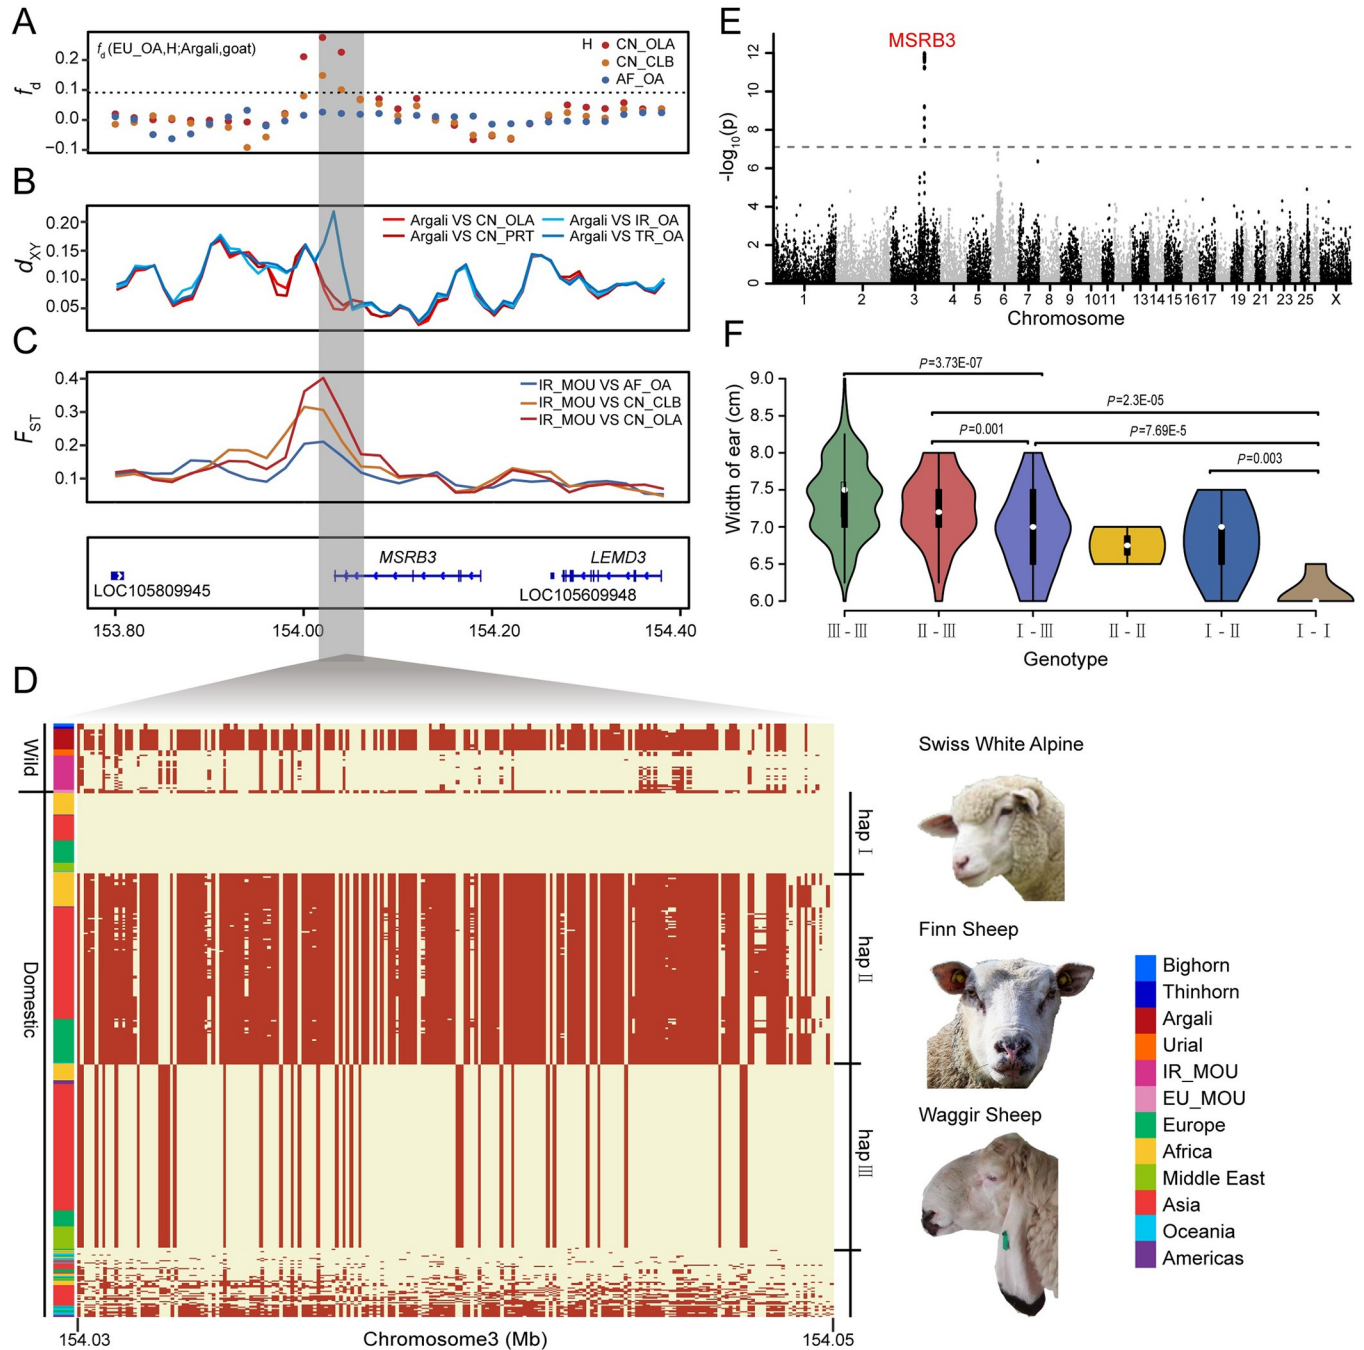 A
fd (EU_OA,H;Argali,goat)
H
CN_OLA
CN_CLB
AF_OA
fd
0.2
0.1
0.0
−0.1
B
Argali VS CN_OLA
Argali VS IR_OA
Argali VS CN_PRT
Argali VS TR_OA
dXY
0.20
0.15
0.10
0.05
C
IR_MOU VS AF_OA
IR_MOU VS CN_CLB
IR_MOU VS CN_OLA
FST
0.4
0.3
0.2
0.1
MSRB3
LEMD3
LOC105809945
LOC105609948
153.80
154.00
154.20
154.40
D
Wild
Domestic
hap Ⅰ
hap Ⅱ
hap Ⅲ
154.03
Chromosome3 (Mb)
154.05
E
MSRB3
-log10(p)
12
10
8
6
4
2
0
1 2 3 4 5 6 7 8 9 10 11 13 14 15 16 17 19 21 23 25 X
Chromosome
F
P=3.73E-07
P=2.3E-05
P=0.001
P=7.69E-5
P=0.003
Width of ear (cm)
9.0
8.5
8.0
7.5
7.0
6.5
6.0
Ⅲ - Ⅲ
Ⅱ - Ⅲ
Ⅰ - Ⅲ
Ⅱ - Ⅱ
Ⅰ - Ⅱ
Ⅰ - Ⅰ
Genotype
Swiss White Alpine
Finn Sheep
Waggir Sheep
Bighorn
Thinhorn
Argali
Urial
IR_MOU
EU_MOU
Europe
Africa
Middle East
Asia
Oceania
Americas